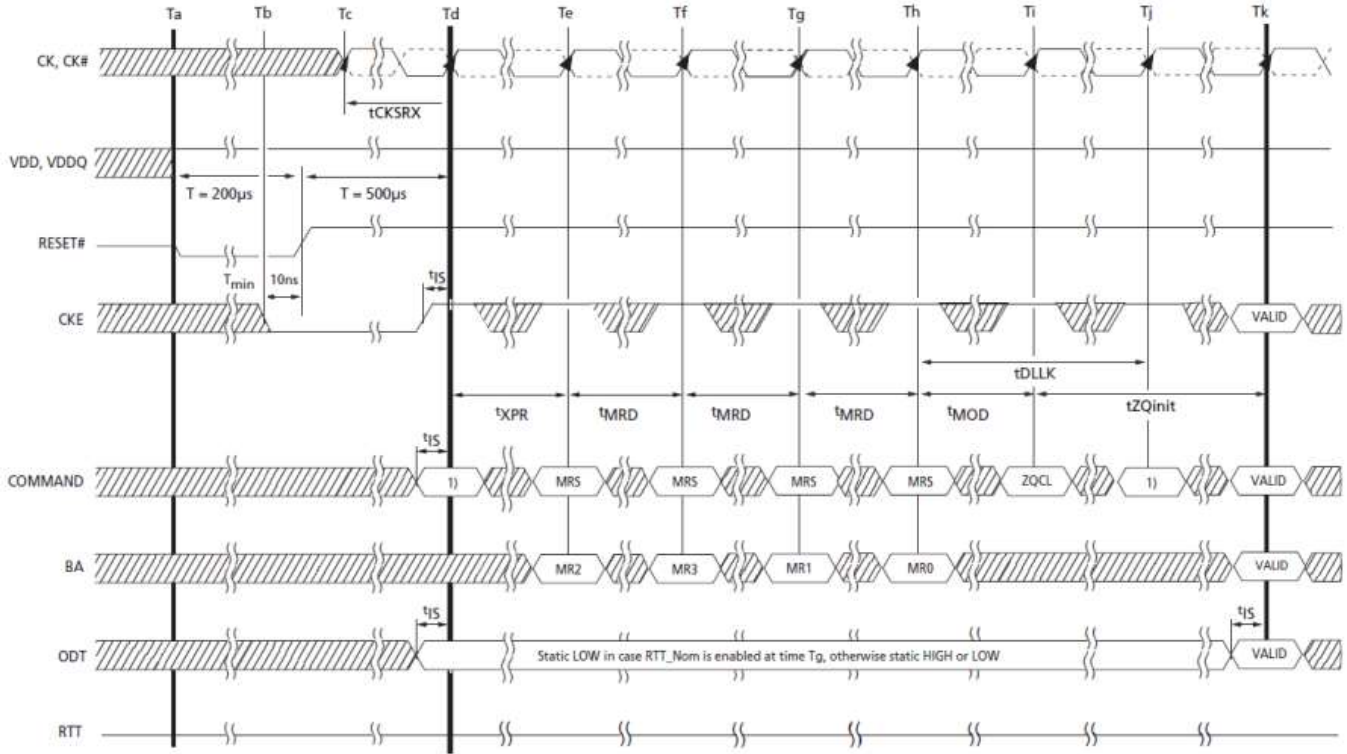 Ta Tb Tc Td Te Tf Tg Th Ti Tj Tk
CK, CK#
tCKSRX
VDD, VDDQ
T = 200µs T = 500µs
RESET#
Tmin 10ns tIS
CKE VALID
tDLLK
tXPR tMRD tMRD tMRD tMOD tZQinit
tIS
COMMAND 1) MRS MRS MRS MRS ZQCL 1) VALID
BA MR2 MR3 MR1 MR0 VALID
tIS tIS
ODT Static LOW in case RTT_Nom is enabled at time Tg, otherwise static HIGH or LOW VALID
RTT